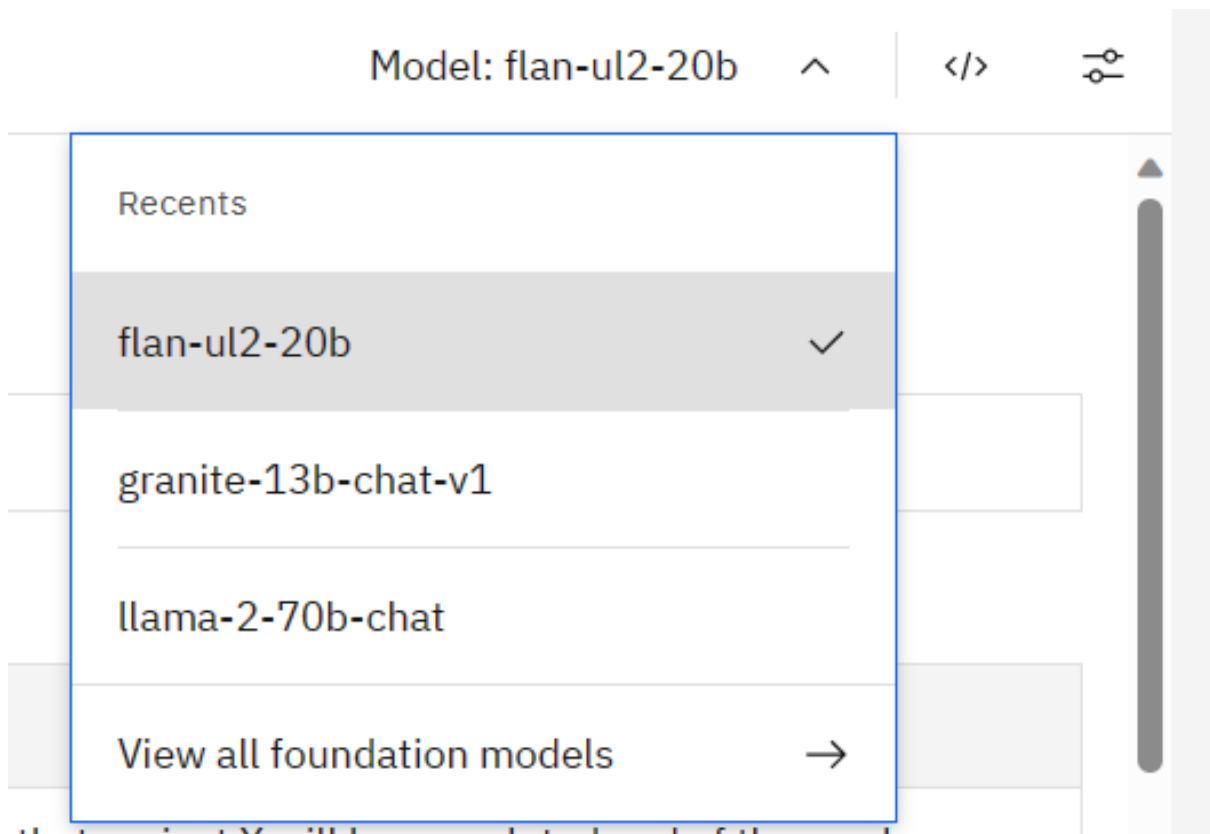 Model: flan-ul2-20b
</>
Recents
flan-ul2-20b
granite-13b-chat-v1
llama-2-70b-chat
View all foundation models